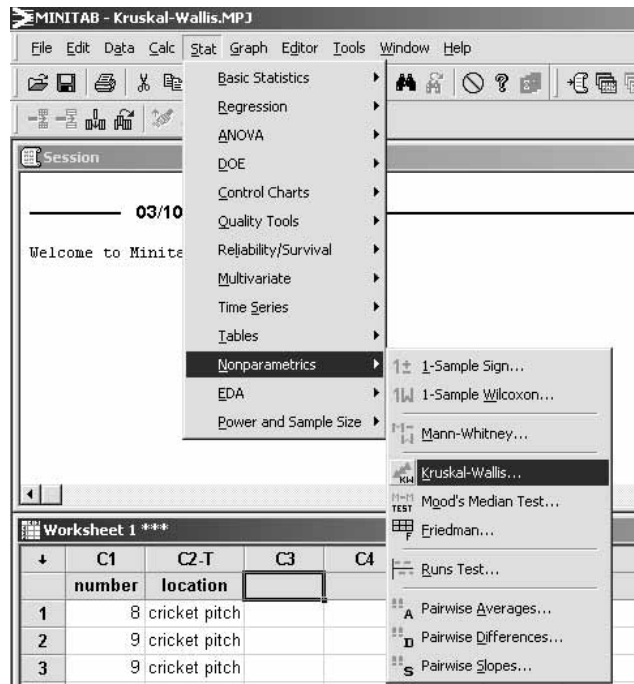 MINITAB - Kruskal-Wallis.MPJ
File Edit Data Calc Stat Graph Editor Tools Window Help
Session
03/10
Welcome to Minita
Basic Statistics
Regression
ANOVA
DOE
Control Charts
Quality Tools
Reliability/Survival
Multivariate
Time Series
Tables
Nonparametrics
EDA
Power and Sample Size
1-Sample Sign...
1-Sample Wilcoxon...
Mann-Whitney...
KW Kruskal-Wallis...
M-M TEST Mood's Median Test...
F Friedman...
Runs Test...
A Pairwise Averages...
D Pairwise Differences...
S Pairwise Slopes...
Worksheet 1 ***
C1 C2-T C3 C4
number location
1 8 cricket pitch
2 9 cricket pitch
3 9 cricket pitch